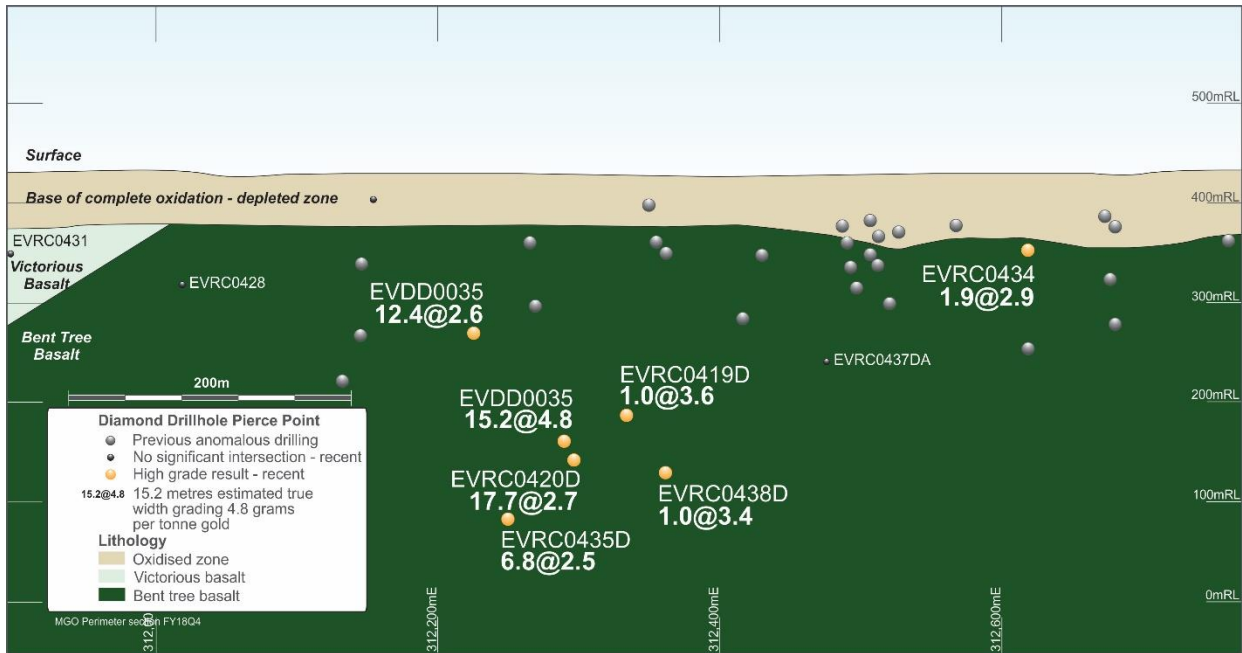 500mRL
Surface
Base of complete oxidation - depleted zone
400mRL
EVRC0431
Victorious
Basalt
EVRC0428
EVDD0035
12.4@2.6
EVRC0434
1.9@2.9
300mRL
Bent Tree
Basalt
EVRC0437DA
200m
EVRC0419D
1.0@3.6
200mRL
EVDD0035
15.2@4.8
EVRC0420D
17.7@2.7
EVRC0438D
1.0@3.4
100mRL
EVRC0435D
6.8@2.5
Diamond Drillhole Pierce Point
Previous anomalous drilling
No significant intersection - recent
High grade result - recent
15.2@4.8 15.2 metres estimated true
width grading 4.8 grams
per tonne gold
Lithology
Oxidised zone
Victorious basalt
Bent tree basalt
0mRL
MGO Perimeter section FY18Q4
312,200mE
312,400mE
312,600mE